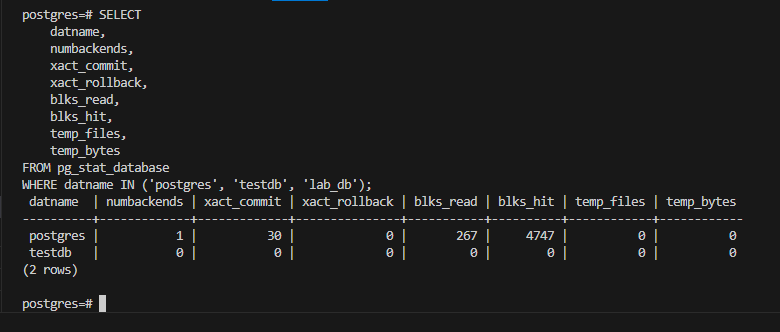 postgres=# SELECT
    datname,
    numbackends,
    xact_commit,
    xact_rollback,
    blks_read,
    blks_hit,
    temp_files,
    temp_bytes
FROM pg_stat_database
WHERE datname IN ('postgres', 'testdb', 'lab_db');
 datname  | numbackends | xact_commit | xact_rollback | blks_read | blks_hit | temp_files | temp_bytes
----------+-------------+-------------+---------------+-----------+----------+------------+------------
 postgres |           1 |          30 |             0 |       267 |     4747 |          0 |          0
 testdb   |           0 |           0 |             0 |         0 |        0 |          0 |          0
(2 rows)
postgres=#